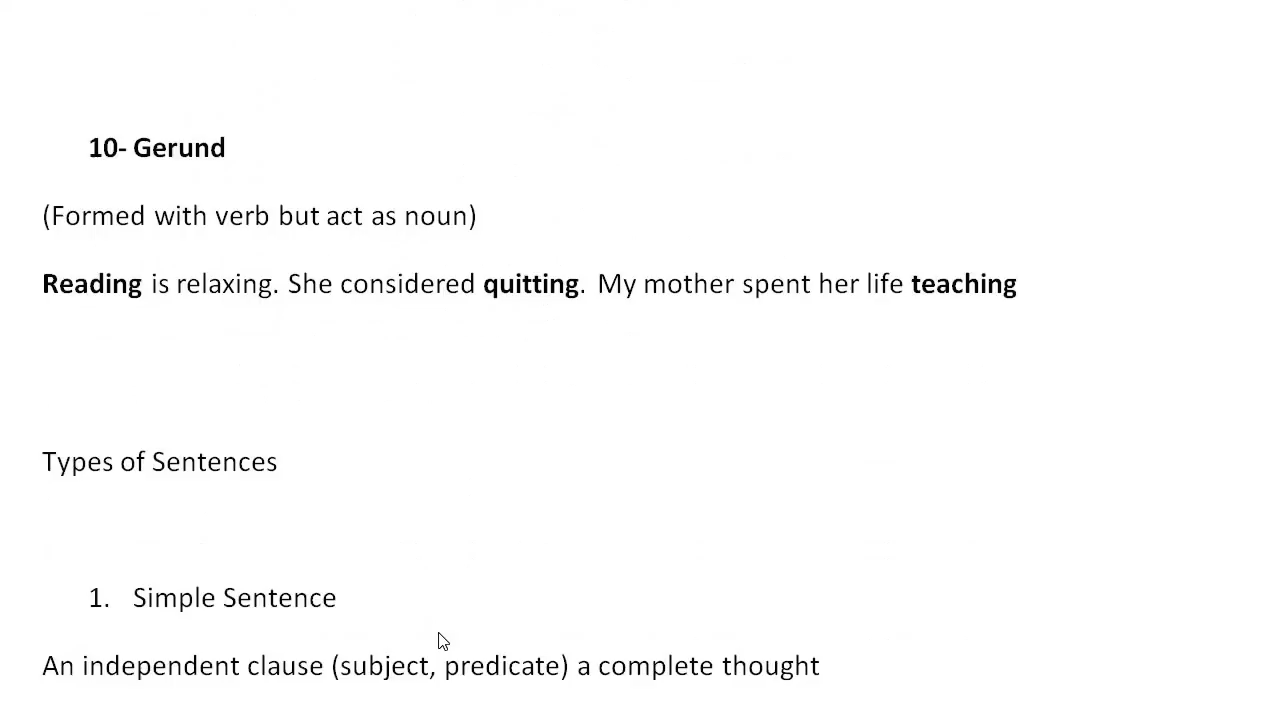 10- Gerund
(Formed with verb but act as noun)
Reading is relaxing. She considered quitting. My mother spent her life teaching
Types of Sentences
1. Simple Sentence
An independent clause (subject, predicate) a complete thought